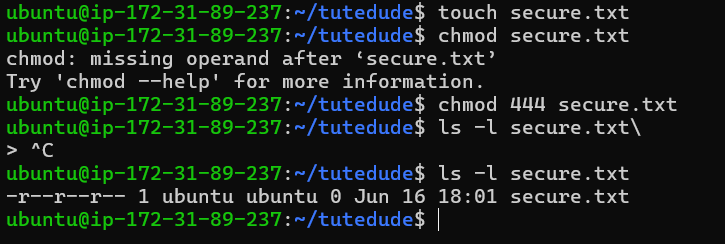 ubuntu@ip-172-31-89-237:~/tutedude$ touch secure.txt
ubuntu@ip-172-31-89-237:~/tutedude$ chmod secure.txt
chmod: missing operand after ‘secure.txt’
Try 'chmod --help' for more information.
ubuntu@ip-172-31-89-237:~/tutedude$ chmod 444 secure.txt
ubuntu@ip-172-31-89-237:~/tutedude$ ls -l secure.txt\
> ^C
ubuntu@ip-172-31-89-237:~/tutedude$ ls -l secure.txt
-r--r--r-- 1 ubuntu ubuntu 0 Jun 16 18:01 secure.txt
ubuntu@ip-172-31-89-237:~/tutedude$